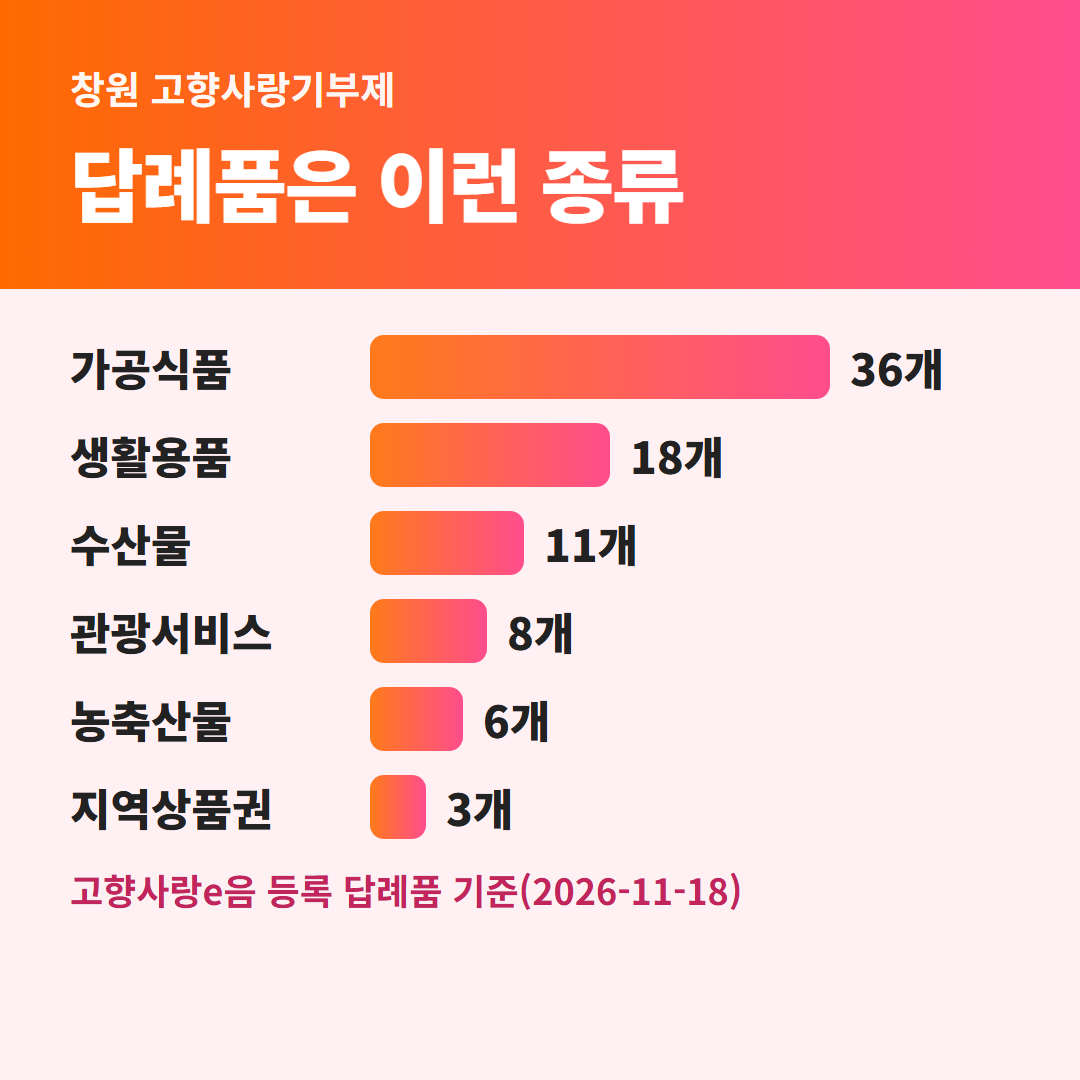 창원 고향사랑기부제
답례품은 이런 종류
가공식품 36개
생활용품 18개
수산물 11개
관광서비스 8개
농축산물 6개
지역상품권 3개
고향사랑e음 등록 답례품 기준(2026-11-18)